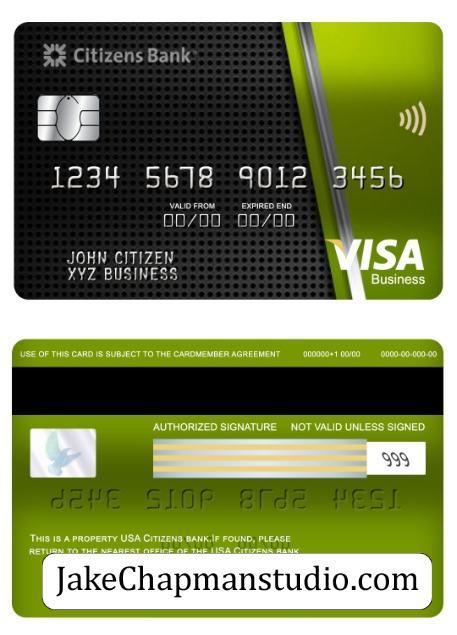 Citizens Bank
1234 5678 9012 3456
VALID FROM EXPIRED END
00/00 00/00
JOHN CITIZEN
XYZ BUSINESS
VISA
Business
USE OF THIS CARD IS SUBJECT TO THE CARDMEMBER AGREEMENT 000000+1 00/00 0000-00-000-00
AUTHORIZED SIGNATURE NOT VALID UNLESS SIGNED
999
THIS IS A PROPERTY USA CITIZENS BANK.IF FOUND, PLEASE
RETURN TO THE NEAREST OFFICE OF THE USA CITIZENS BANK
JakeChapmanstudio.com